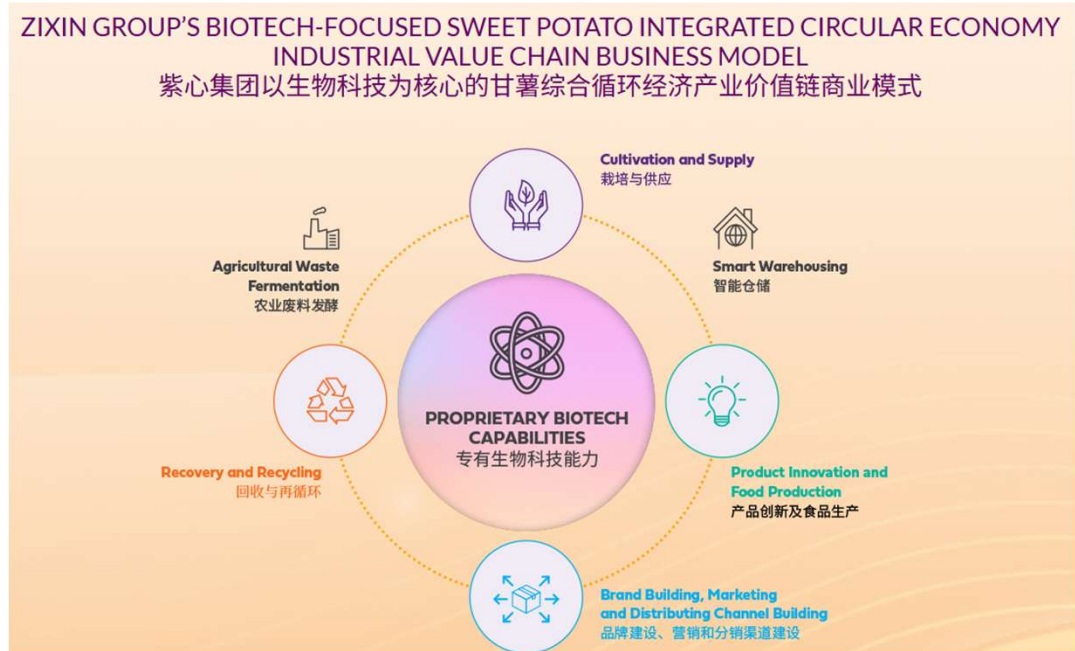 ZIXIN GROUP'S BIOTECH-FOCUSED SWEET POTATO INTEGRATED CIRCULAR ECONOMY
INDUSTRIAL VALUE CHAIN BUSINESS MODEL
紫心集团以生物科技为核心的甘薯综合循环经济产业价值链商业模式
Cultivation and Supply
栽培与供应
Agricultural Waste
Fermentation
农业废料发酵
Smart Warehousing
智能仓储
PROPRIETARY BIOTECH
CAPABILITIES
专有生物科技能力
Recovery and Recycling
回收与再循环
Product Innovation and
Food Production
产品创新及食品生产
Brand Building, Marketing
and Distributing Channel Building
品牌建设、营销和分销渠道建设